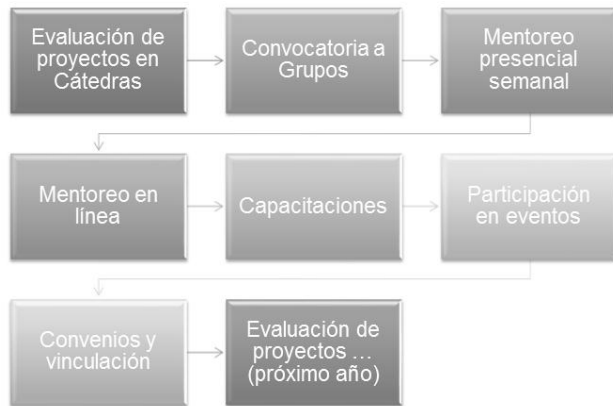 Evaluación de
proyectos en
Cátedras
Convocatoria a
Grupos
Mentoreo
presencial
semanal
Mentoreo en
línea
Capacitaciones
Participación
en eventos
Convenios y
vinculación
Evaluación de
proyectos ...
(próximo año)